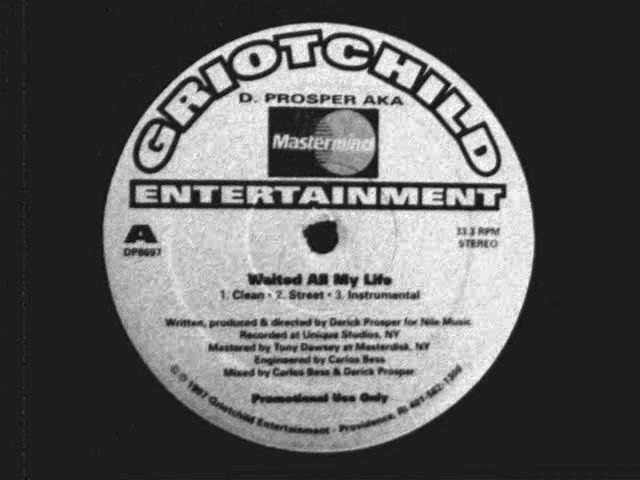 GRIOTCHILD
D. PROSPER AKA
Mastermind
ENTERTAINMENT
A
DP8697
33.3 RPM
STEREO
Waited All My Life
1. Clean • 2. Street • 3. Instrumental
Written, produced & directed by Derick Prosper for Nile Music
Recorded at Unique Studios, NY
Mastered by Tony Dawsey at Masterdisk, NY
Engineered by Carlos Bess
Mixed by Carlos Bess & Derick Prosper
Promotional Use Only
1997 Griotchild Entertainment - Providence, RI